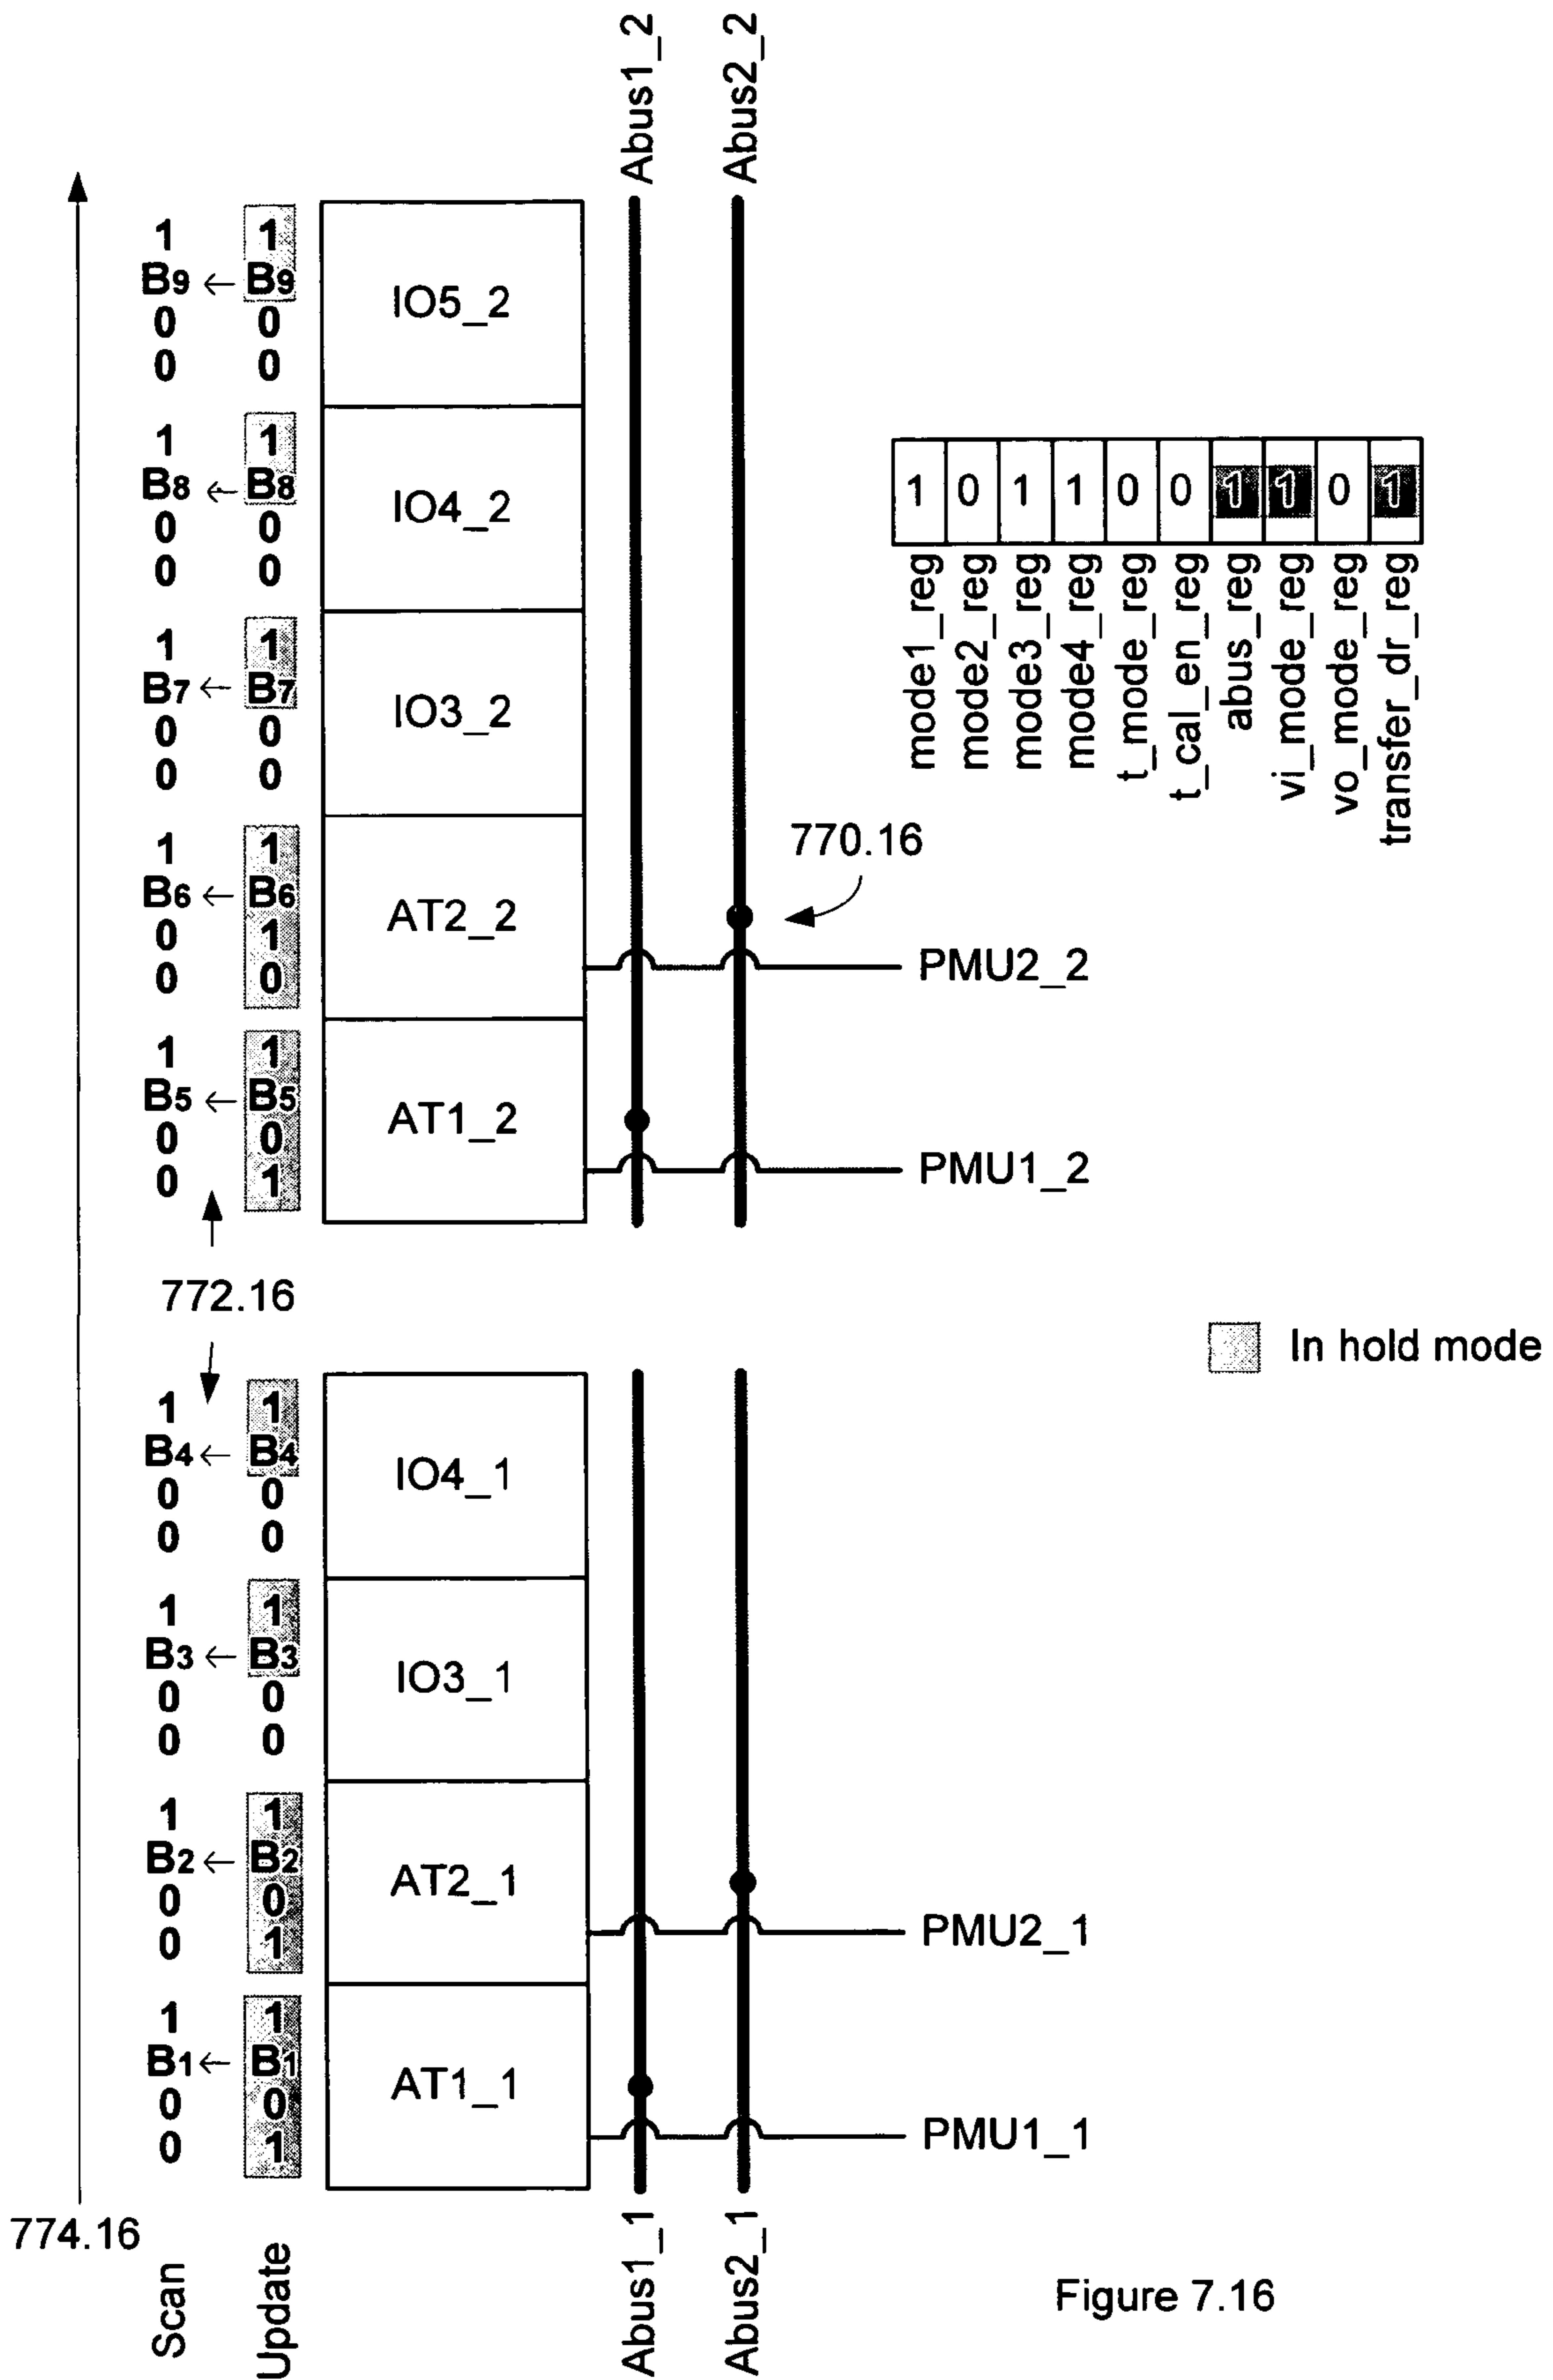 Abus1_2
Abus2_2
1 1
B9 ← B9
0 0
0 0
IO5_2
1 1
B8 ← B8
0 0
0 0
IO4_2
1 0 1 1 0 0 1 1 0 1
mode1_reg
mode2_reg
mode3_reg
mode4_reg
t_mode_reg
t_cal_en_reg
abus_reg
vi_mode_reg
vo_mode_reg
transfer_dr_reg
1 1
B7 ← B7
0 0
0 0
IO3_2
770.16
1 1
B6 ← B6
0 1
0 0
AT2_2
PMU2_2
1 1
B5 ← B5
0 0
0 1
AT1_2
PMU1_2
772.16
In hold mode
1 1
B4 ← B4
0 0
0 0
IO4_1
1 1
B3 ← B3
0 0
0 0
IO3_1
1 1
B2 ← B2
0 0
0 1
AT2_1
PMU2_1
1 1
B1 ← B1
0 0
0 1
AT1_1
PMU1_1
774.16
Scan
Update
Abus1_1
Abus2_1
Figure 7.16